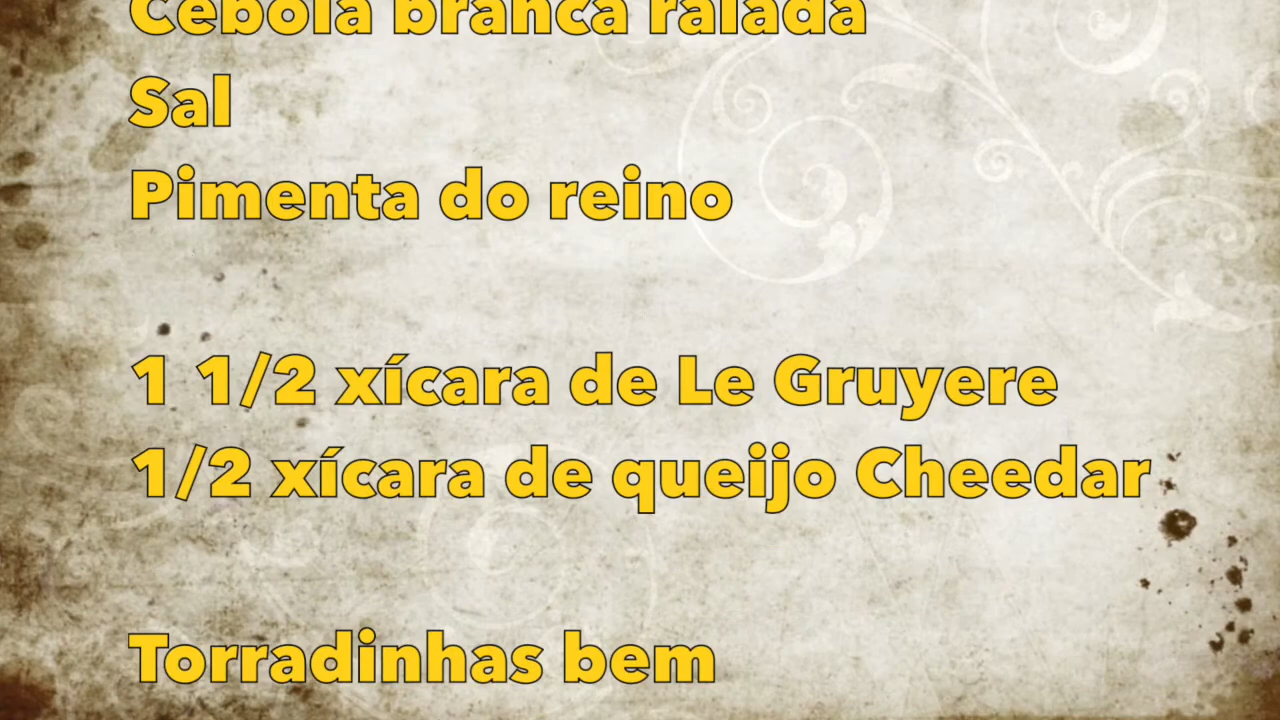 Cebola branca ralada
Sal
Pimenta do reino
1 1/2 xícara de Le Gruyere
1/2 xícara de queijo Cheedar
Torradinhas bem